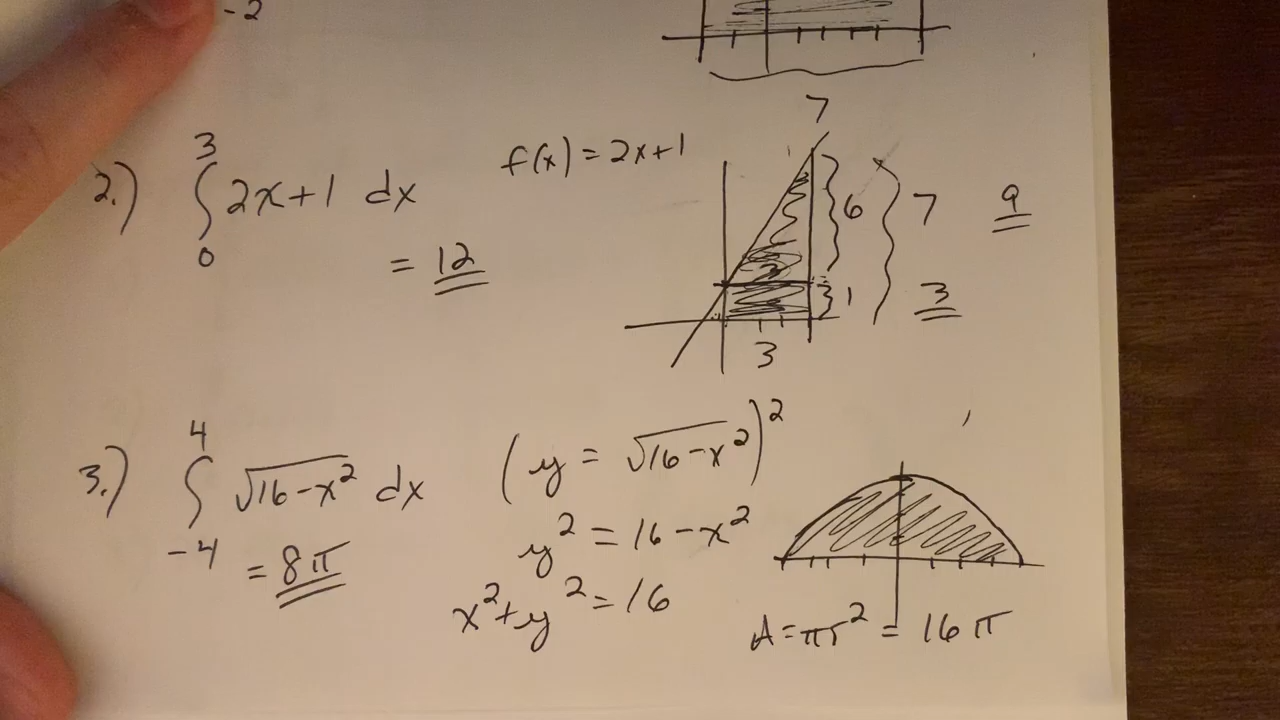 -2
2.) ∫₀³ 2x+1 dx
= 12
f(x) = 2x+1
7
6
1
7
9
3
3
3.) ∫₋₄⁴ √16-x² dx
= 8π
(y = √16-x²)²
y² = 16-x²
x²+y² = 16
A = πr² = 16π